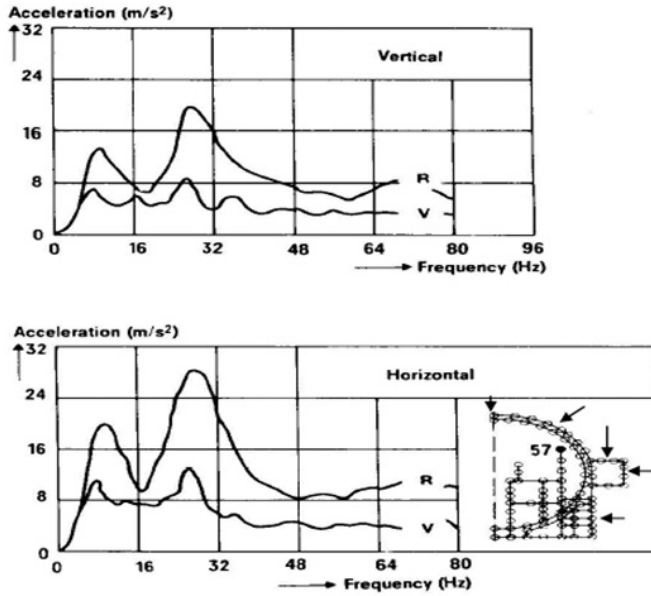 Acceleration (m/s²)
32
Vertical
24
16
R
8
V
0
0 16 32 48 64 80 96
Frequency (Hz)
Acceleration (m/s²)
32
Horizontal
24
57
16
R
8
V
0
0 16 32 48 64 80
Frequency (Hz)